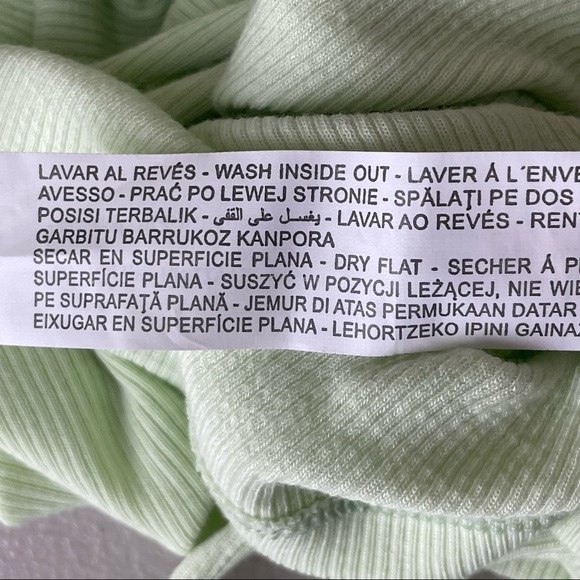 LAVAR AL REVÉS - WASH INSIDE OUT - LAVER Á L´ENVE
AVESSO - PRAĆ PO LEWEJ STRONIE - SPĂLAŢI PE DOS
POSISI TERBALIK - يغسل على القفى - LAVAR AO REVÉS - REN
GARBITU BARRUKOZ KANPORA
SECAR EN SUPERFICIE PLANA - DRY FLAT - SECHER Á P
SUPERFÍCIE PLANA - SUSZYĆ W POZYCJI LEŻĄCEJ, NIE WIE
PE SUPRAFAŢĂ PLANĂ - JEMUR DI ATAS PERMUKAAN DATAR
EIXUGAR EN SUPERFÍCIE PLANA - LEHORTZEKO IPINI GAINAZ